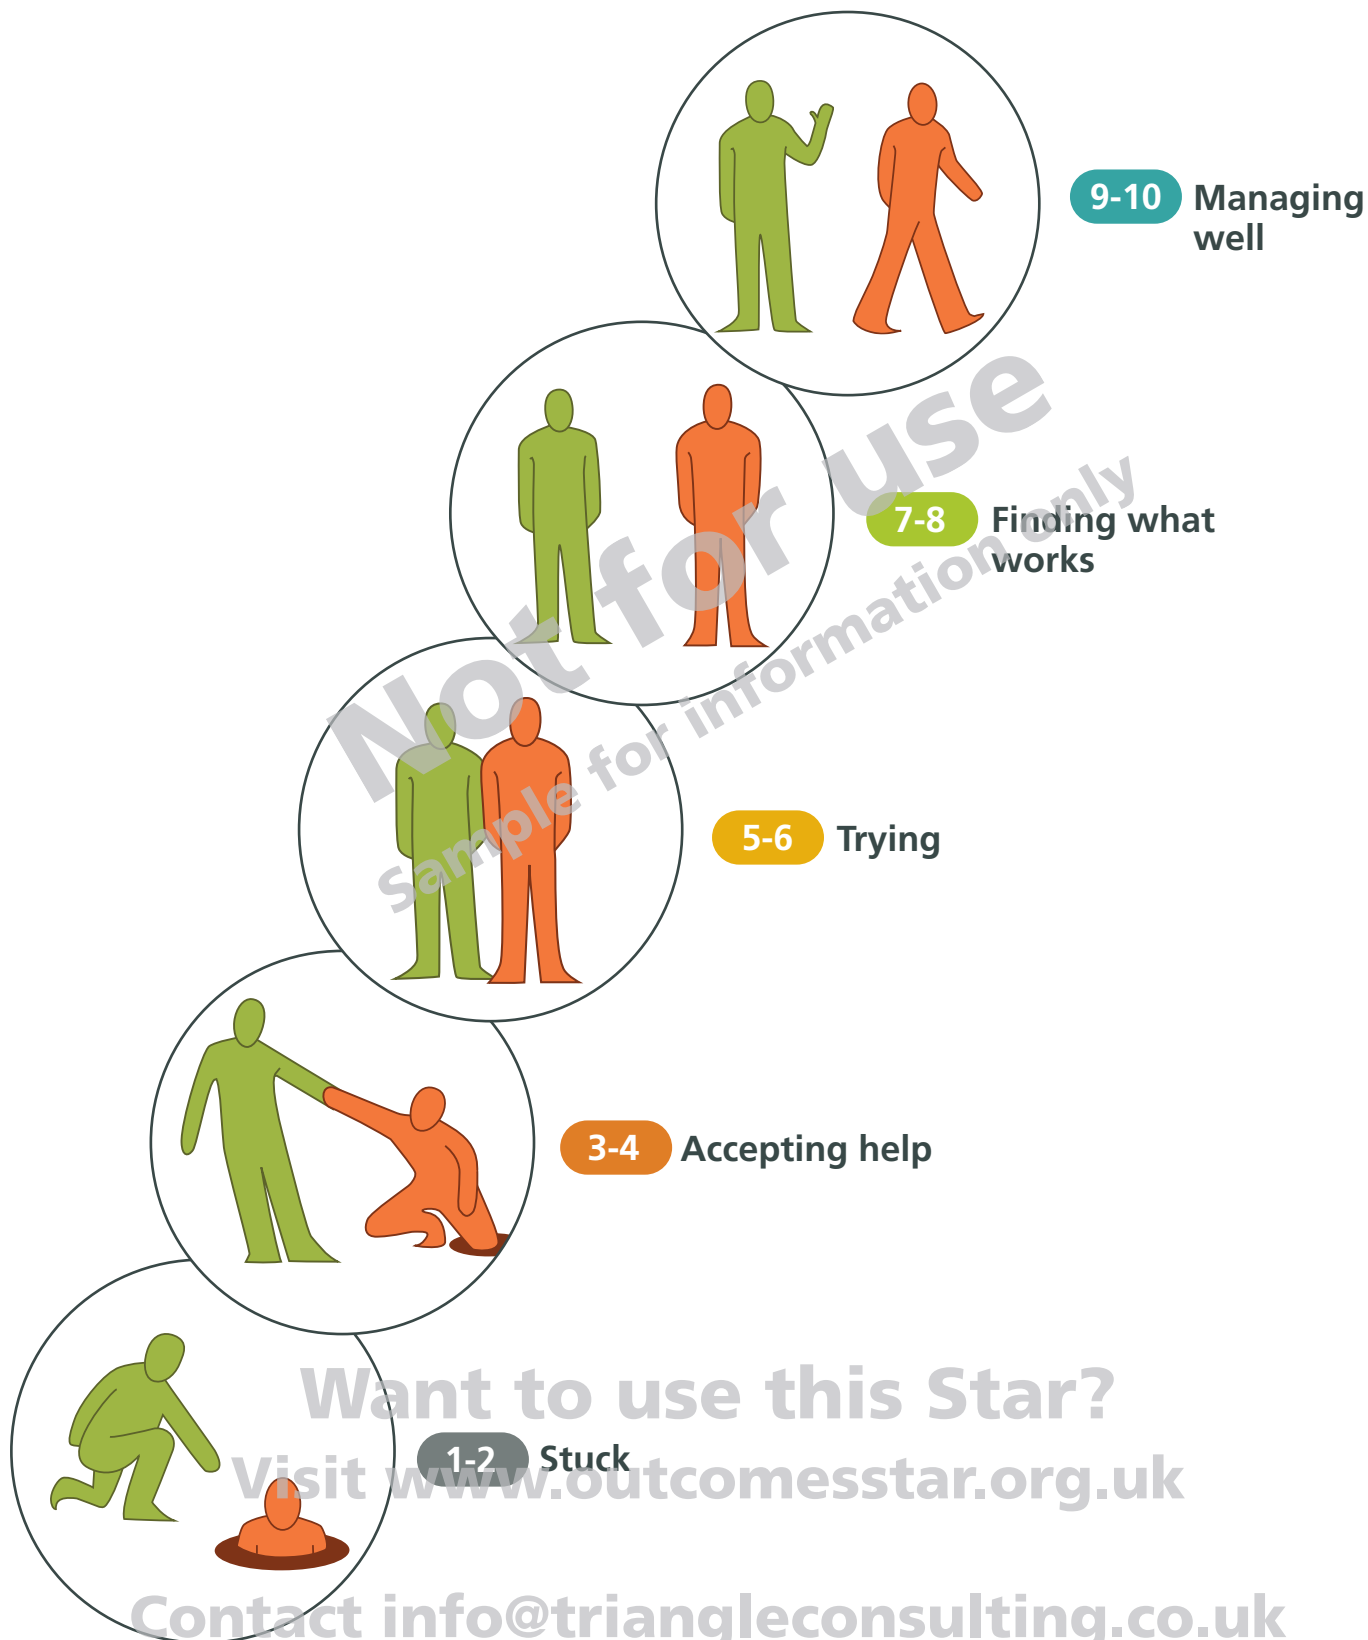 9-10 Managing
well
Not for use
Sample for information only
7-8 Finding what
works
5-6 Trying
3-4 Accepting help
Want to use this Star?
1-2 Stuck
Visit www.outcomesstar.org.uk
Contact info@triangleconsulting.co.uk